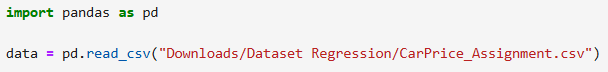 import pandas as pd
data = pd.read_csv("Downloads/Dataset Regression/CarPrice_Assignment.csv")